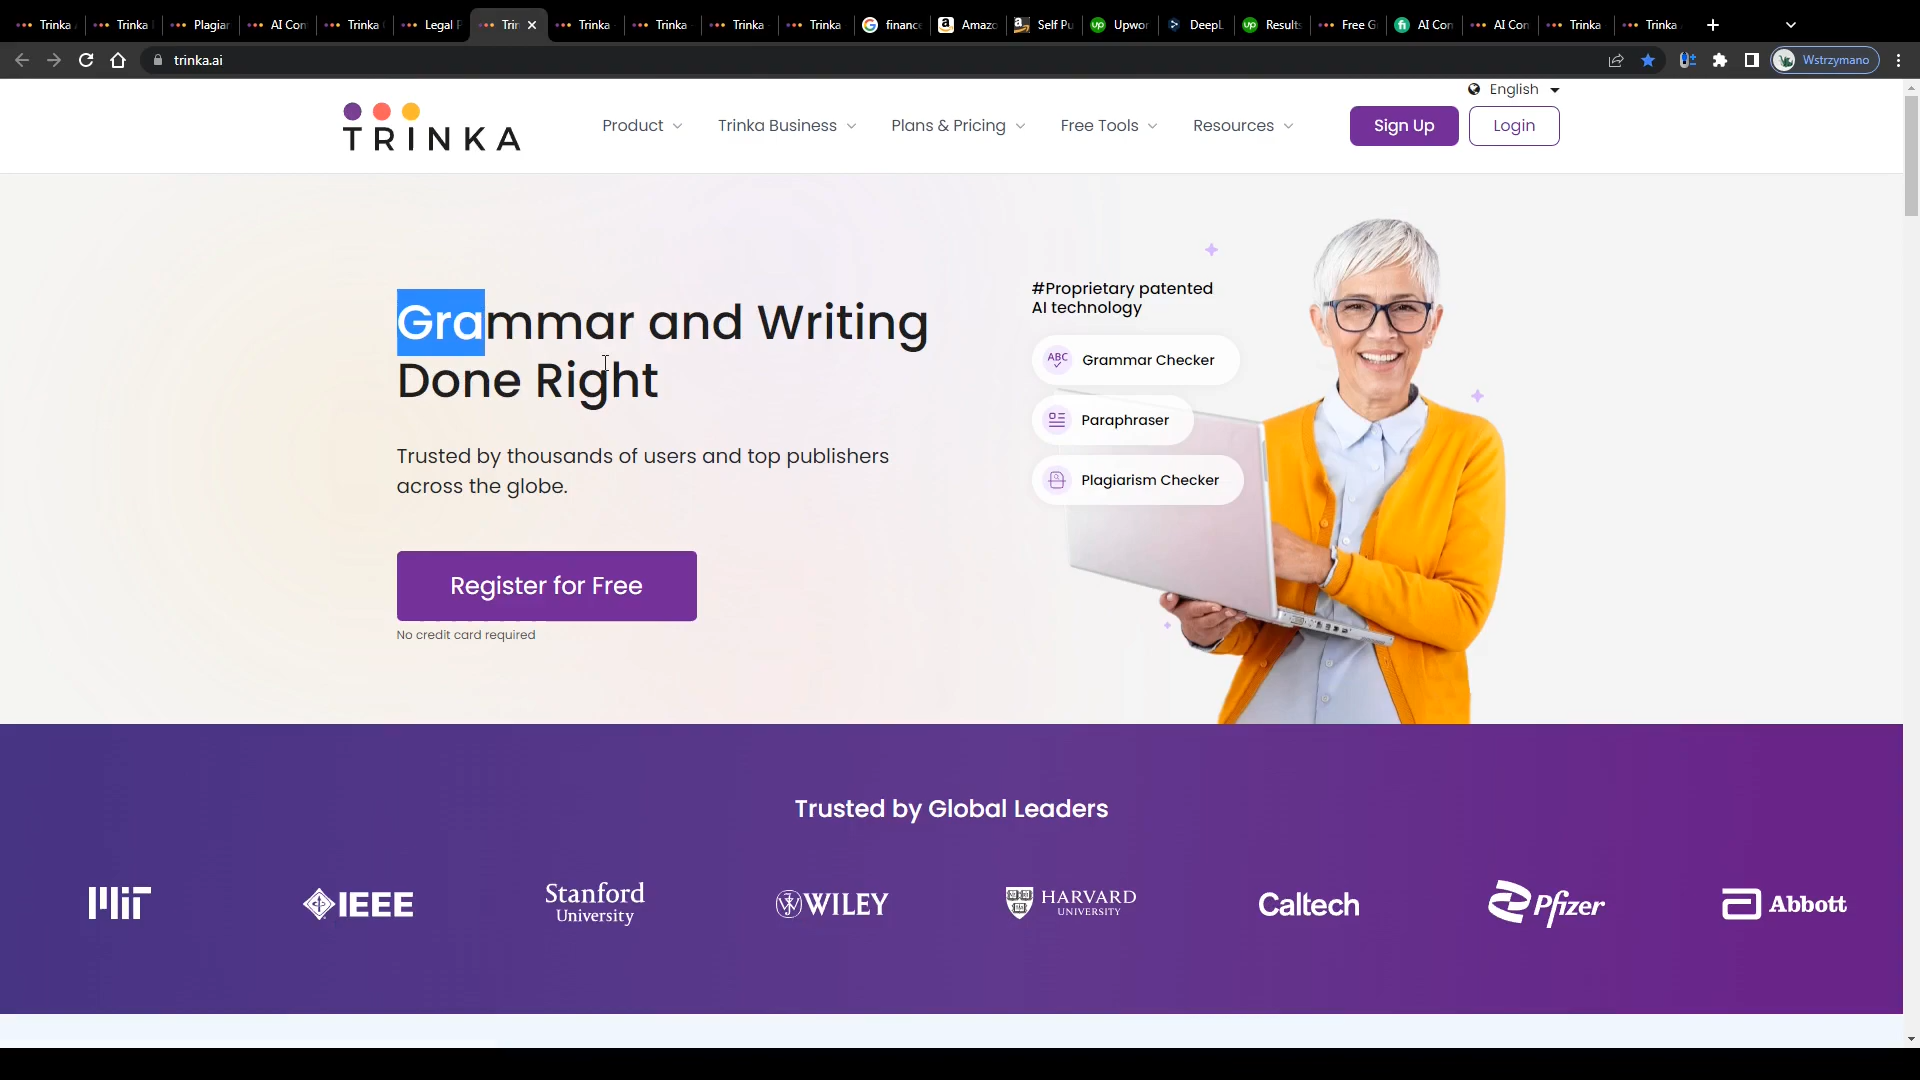 Trinka
Trinka
Plagiar
AI Con
Trinka
Legal P
Trin
Trinka
Trinka
Trinka
Trinka
finance
Amazo
Self Pu
Upwor
DeepL
Results
Free G
AI Con
AI Con
Trinka
Trinka
trinka.ai
Wstrzymano
English
TRINKA
Product
Trinka Business
Plans & Pricing
Free Tools
Resources
Sign Up
Login
Grammar and Writing
Done Right
Trusted by thousands of users and top publishers
across the globe.
Register for Free
No credit card required
#Proprietary patented
AI technology
ABC
Grammar Checker
Paraphraser
Plagiarism Checker
Trusted by Global Leaders
MIT
IEEE
Stanford
University
WILEY
HARVARD
UNIVERSITY
Caltech
Pfizer
Abbott